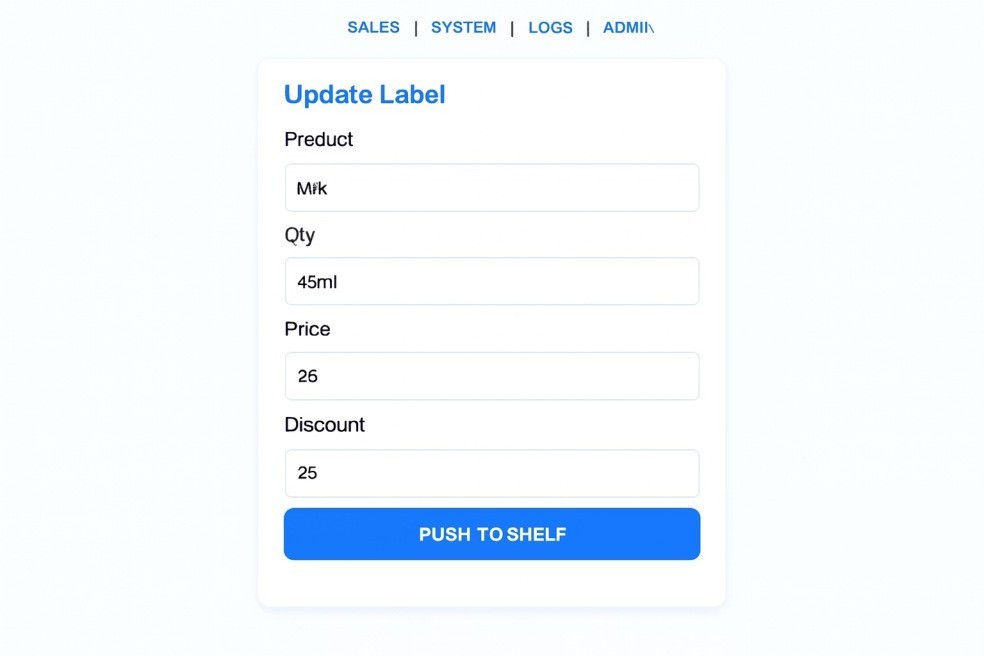 SALES | SYSTEM | LOGS |
Update Label
Preduct
Qty
45ml
Price
26
Discount
25
PUSH TO SHELF